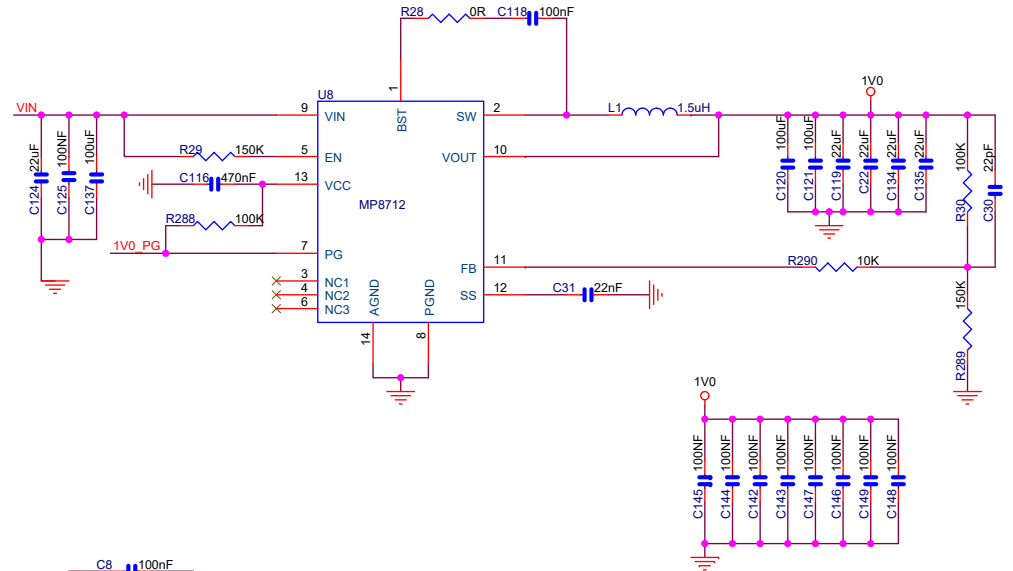 R28 0R C118 100nF
1V0
VIN
U8
1
BST
9 VIN
SW 2
L1 1.5uH
C124 22uF
C125 100NF
C137 100uF
R29 150K
5 EN
VOUT 10
C116 470nF
13 VCC
MP8712
R288 100K
1V0_PG
7 PG
3 NC1
4 NC2
6 NC3
AGND
PGND
14
8
FB 11
SS 12
C31 22nF
R290 10K
C120 100uF
C121 100uF
C119 22uF
C22 22uF
C134 22uF
C135 22uF
R30 100K
C30 22pF
R289 150K
1V0
C145 100NF
C144 100NF
C142 100NF
C143 100NF
C147 100NF
C146 100NF
C149 100NF
C148 100NF
C8 100nF